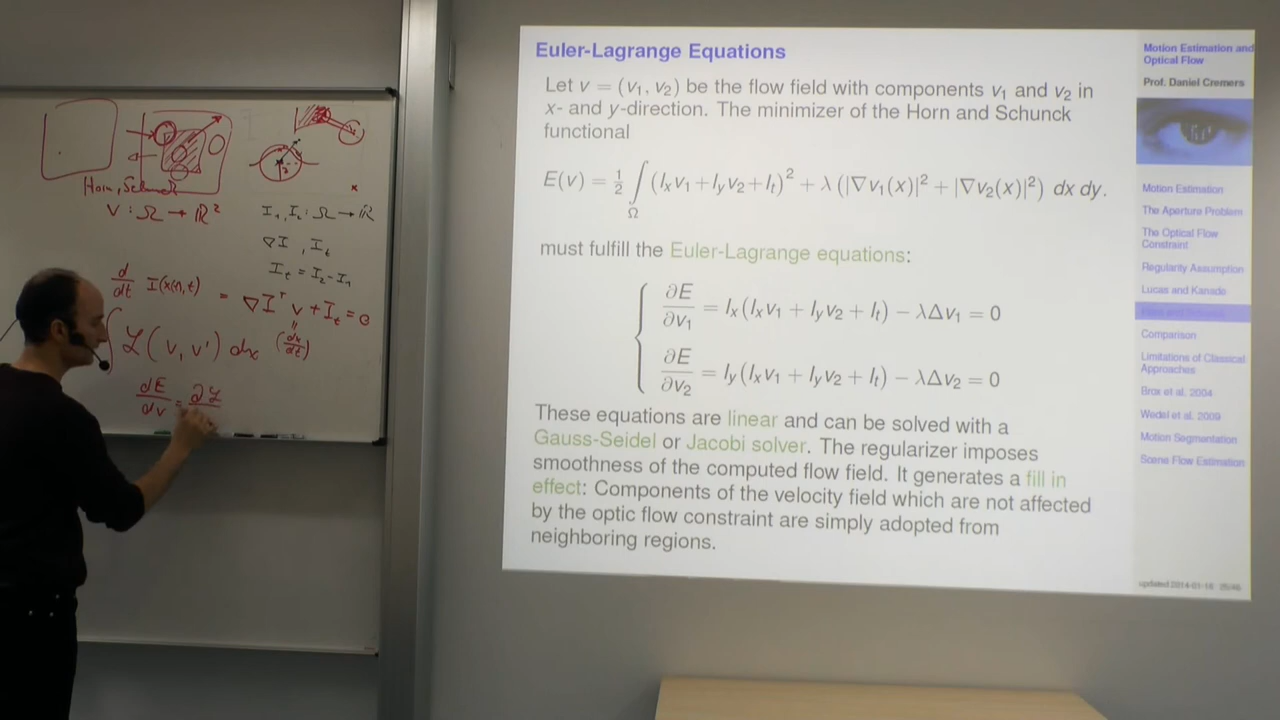 Horn, Schunck
V : Ω → ℝ²
I₁, I₂ : Ω → ℝ
∇I , I_t
I_t = I₂ - I₁
d/dt I(x(t), t) = ∇Iᵀ v + I_t = 0
∫ ℒ(v, v') dx (dx/dt)
dE/dv = ∂ℒ
Euler-Lagrange Equations
Let v = (v₁, v₂) be the flow field with components v₁ and v₂ in
x- and y-direction. The minimizer of the Horn and Schunck
functional
E(v) = ½ ∫_Ω (I_x v₁ + I_y v₂ + I_t)² + λ (|∇v₁(x)|² + |∇v₂(x)|²) dx dy.
must fulfill the Euler-Lagrange equations:
∂E/∂v₁ = I_x(I_x v₁ + I_y v₂ + I_t) − λΔv₁ = 0
∂E/∂v₂ = I_y(I_x v₁ + I_y v₂ + I_t) − λΔv₂ = 0
These equations are linear and can be solved with a
Gauss-Seidel or Jacobi solver. The regularizer imposes
smoothness of the computed flow field. It generates a fill in
effect: Components of the velocity field which are not affected
by the optic flow constraint are simply adopted from
neighboring regions.
Motion Estimation and
Optical Flow
Prof. Daniel Cremers
Motion Estimation
The Aperture Problem
The Optical Flow
Constraint
Regularity Assumption
Lucas and Kanade
Comparison
Limitations of Classical
Approaches
Brox et al. 2004
Wedel et al. 2009
Motion Segmentation
Scene Flow Estimation
updated 2014-01-16